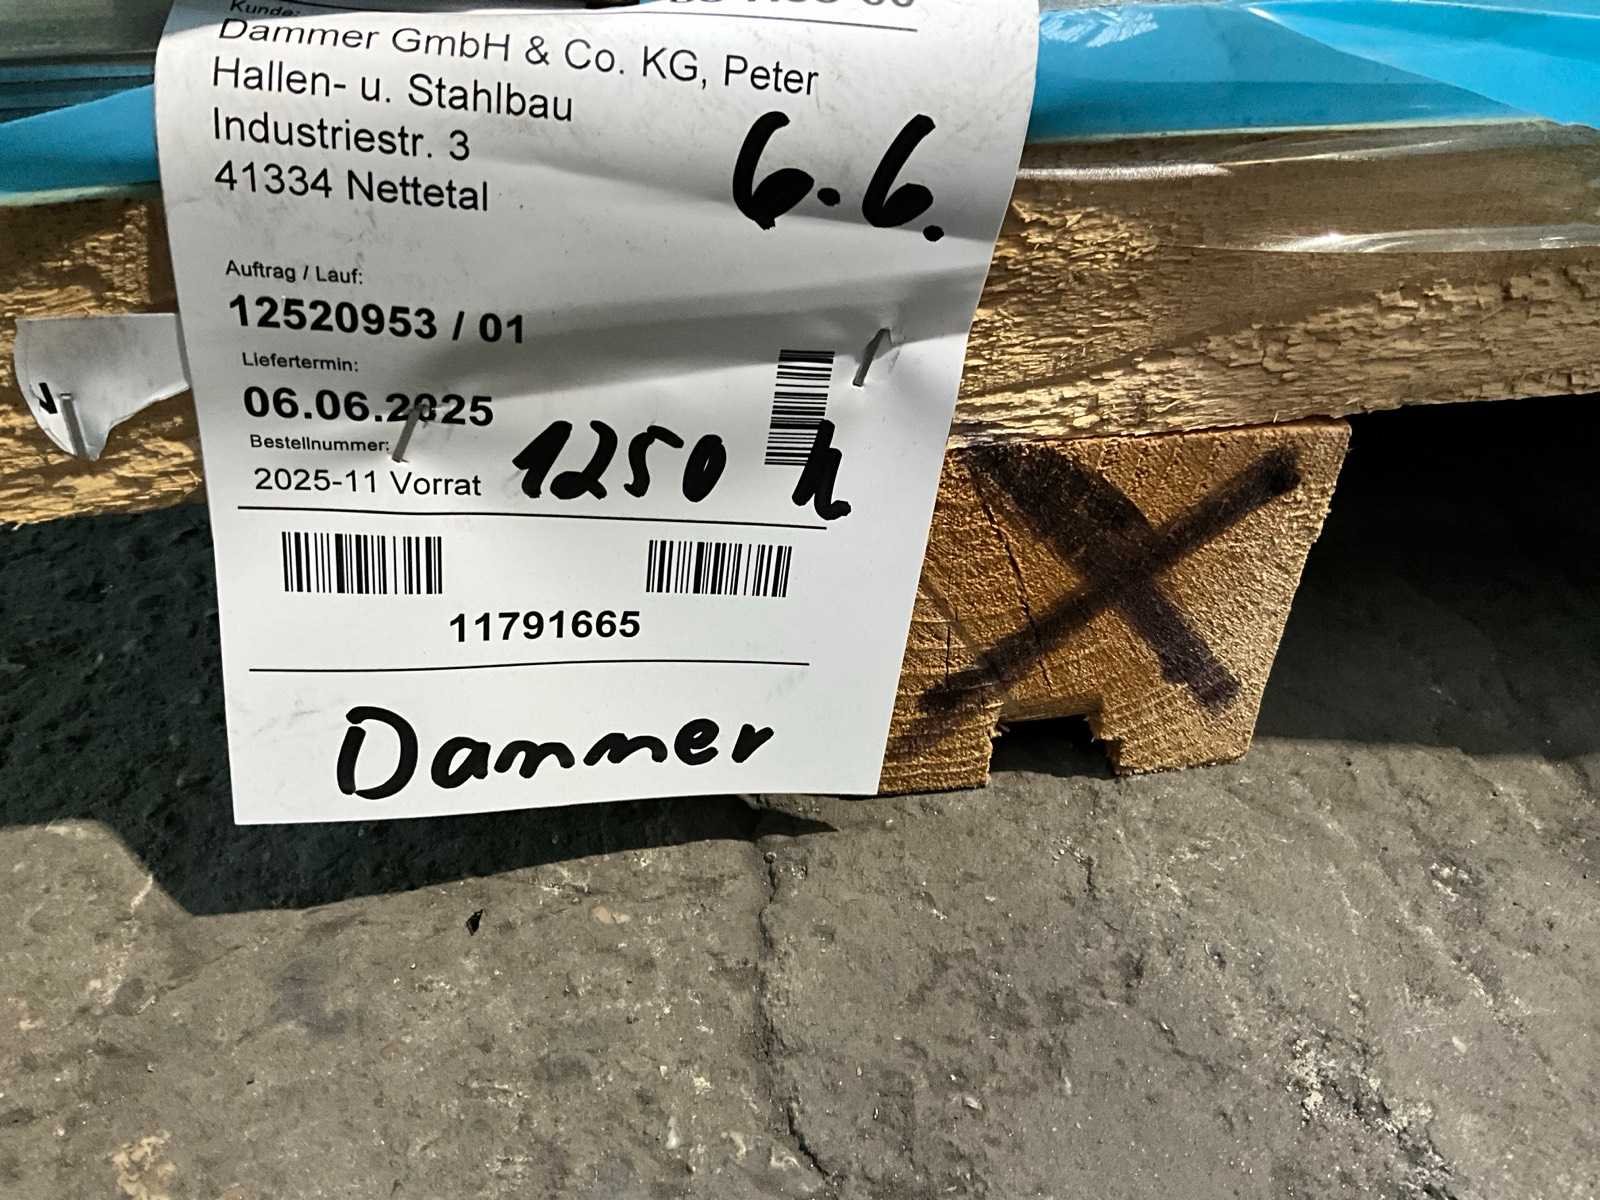 Kunde:
Dammer GmbH & Co. KG, Peter
Hallen- u. Stahlbau
Industriestr. 3
41334 Nettetal
6.6.
Auftrag / Lauf:
12520953 / 01
Liefertermin:
06.06.2025
Bestellnummer:
2025-11 Vorrat
1250 h
11791665
Dammer